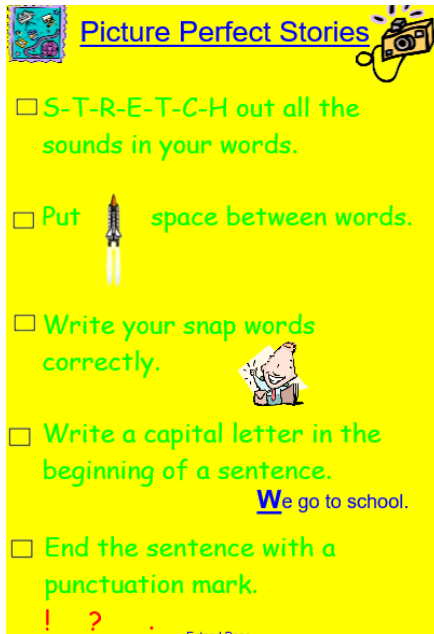 Picture Perfect Stories
S-T-R-E-T-C-H out all the
sounds in your words.
Put space between words.
Write your snap words
correctly.
Write a capital letter in the
beginning of a sentence.
We go to school.
End the sentence with a
punctuation mark.
! ? .